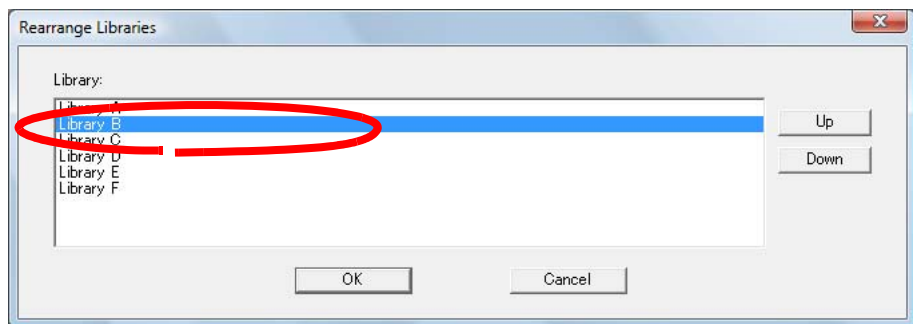 Rearrange Libraries
Library:
Library A
Library B
Library C
Library D
Library E
Library F
Up
Down
OK
Cancel